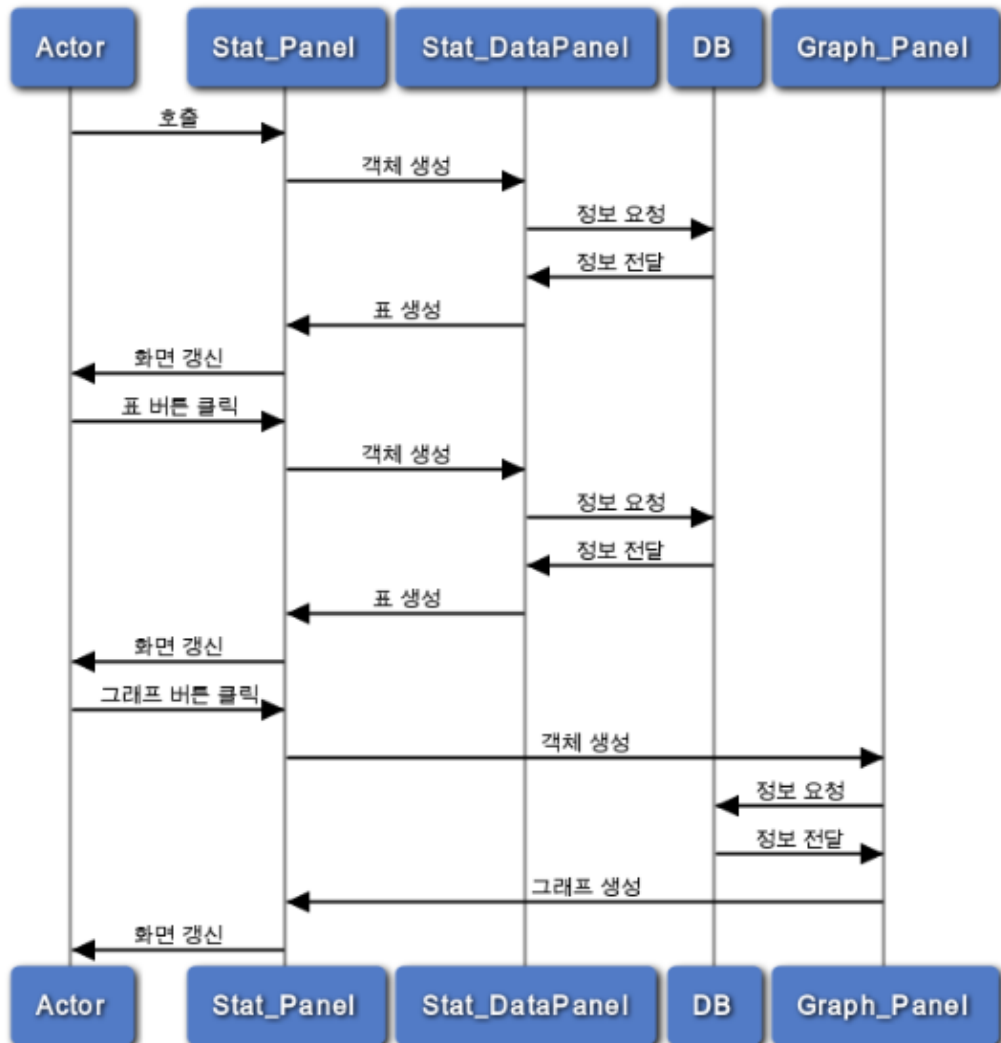 Actor
Stat_Panel
Stat_DataPanel
DB
Graph_Panel
호출
객체 생성
정보 요청
정보 전달
표 생성
화면 갱신
표 버튼 클릭
객체 생성
정보 요청
정보 전달
표 생성
화면 갱신
그래프 버튼 클릭
객체 생성
정보 요청
정보 전달
그래프 생성
화면 갱신
Actor
Stat_Panel
Stat_DataPanel
DB
Graph_Panel